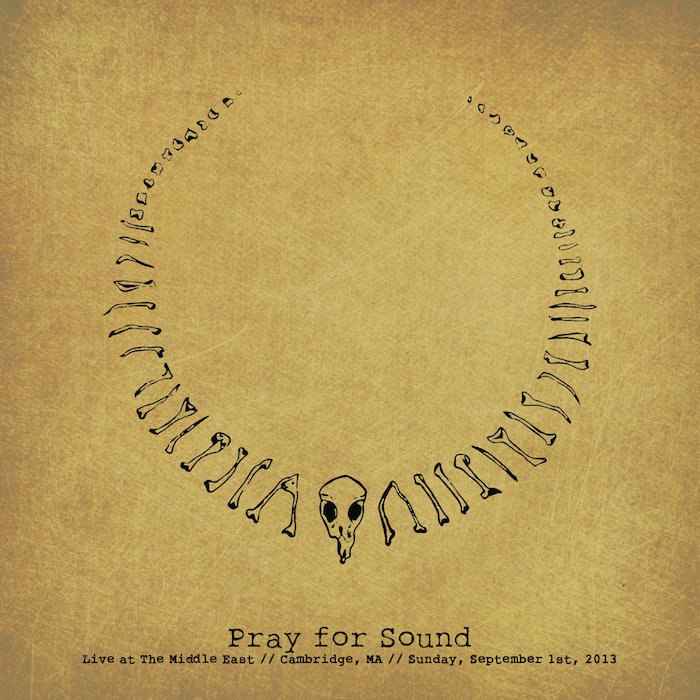 Pray for Sound
Live at The Middle East // Cambridge, MA // Sunday, September 1st, 2013